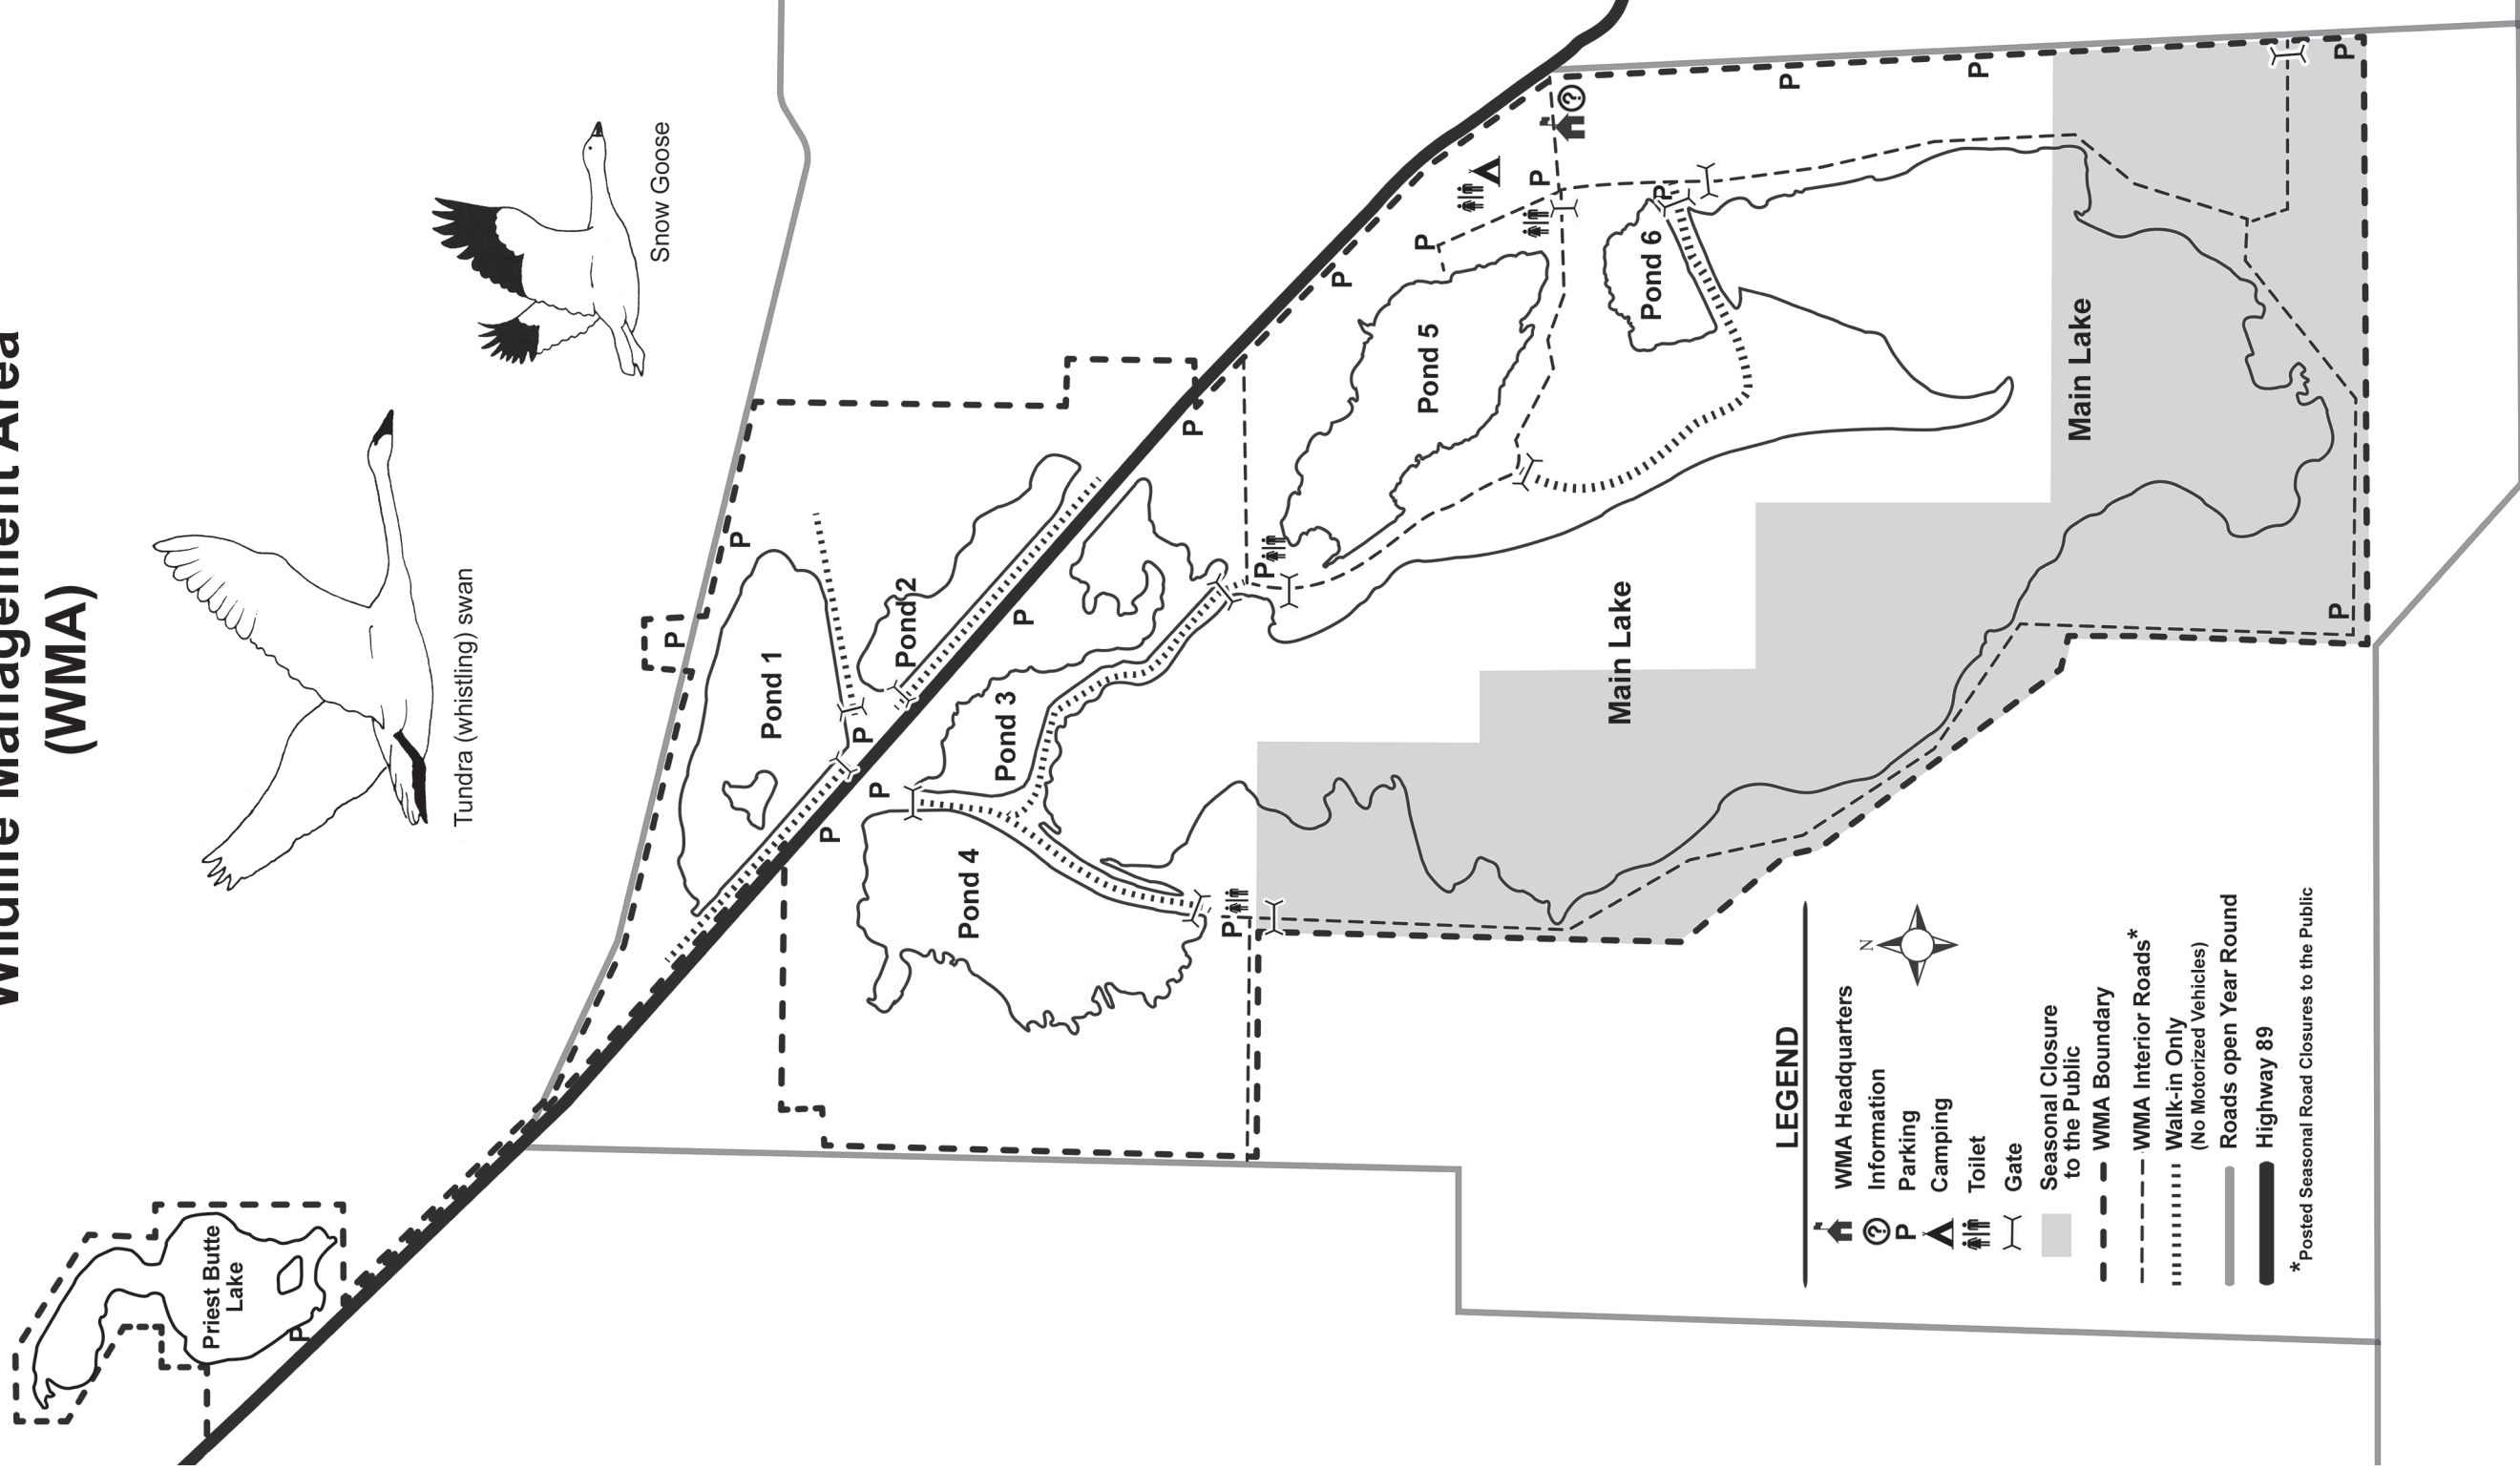 Wildlife Management Area
(WMA)
Tundra (whistling) swan
Snow Goose
Priest Butte
Lake
P
P
P
Pond 1
P
P
P
P
Pond 2
Pond 3
Pond 4
P
P
P
P
P
Pond 5
P
P
P
Pond 6
P
P
P
P
P
Main Lake
Main Lake
LEGEND
WMA Headquarters
? Information
P Parking
Camping
Toilet
Gate
Seasonal Closure
to the Public
WMA Boundary
WMA Interior Roads*
Walk-in Only
(No Motorized Vehicles)
Roads open Year Round
Highway 89
*Posted Seasonal Road Closures to the Public
N
?